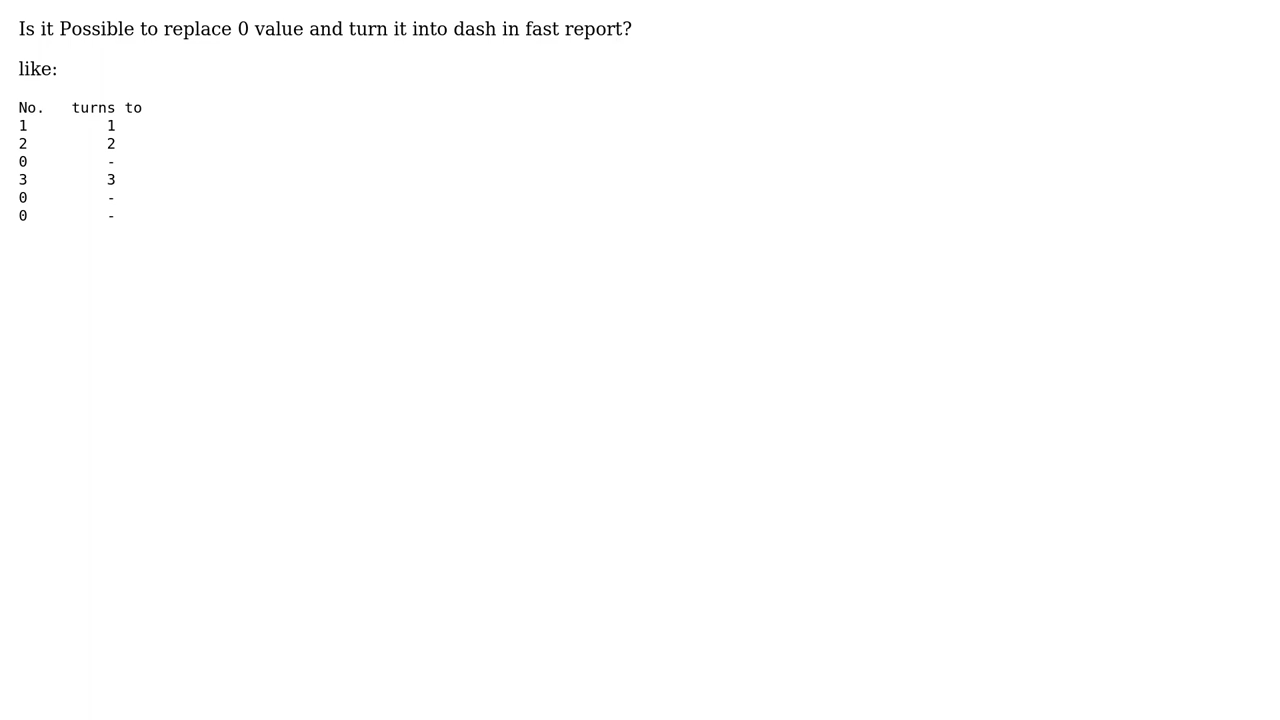 Is it Possible to replace 0 value and turn it into dash in fast report?
like:
No.   turns to
1         1
2         2
0         -
3         3
0         -
0         -